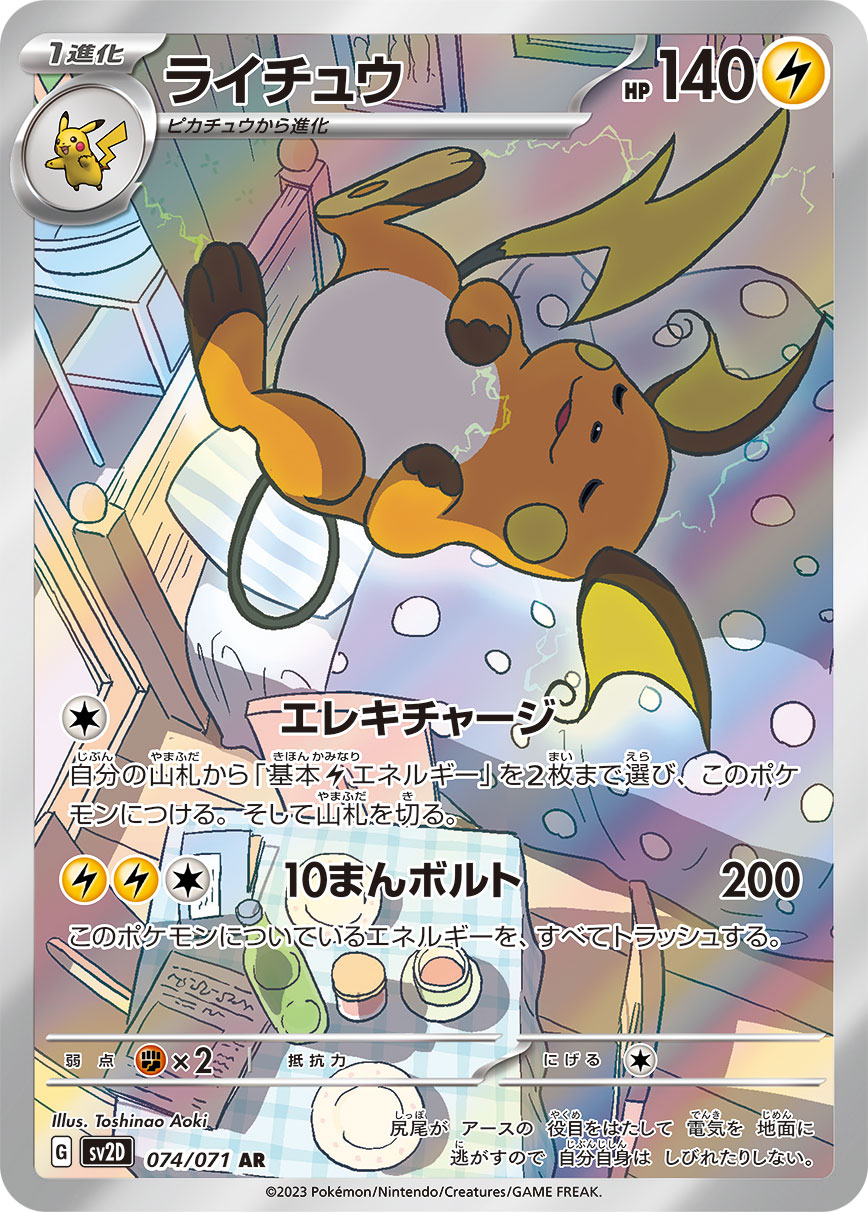 1進化
ライチュウ
HP 140
ピカチュウから進化
エレキチャージ
自分の山札から「基本エネルギー」を2枚まで選び、このポケ
モンにつける。そして山札を切る。
10まんボルト 200
このポケモンについているエネルギーを、すべてトラッシュする。
弱点 ×2 抵抗力 にげる
Illus. Toshinao Aoki
G sv2D 074/071 AR
尻尾が アースの 役目をはたして 電気を 地面に
逃がすので 自分自身は しびれたりしない。
©2023 Pokémon/Nintendo/Creatures/GAME FREAK.